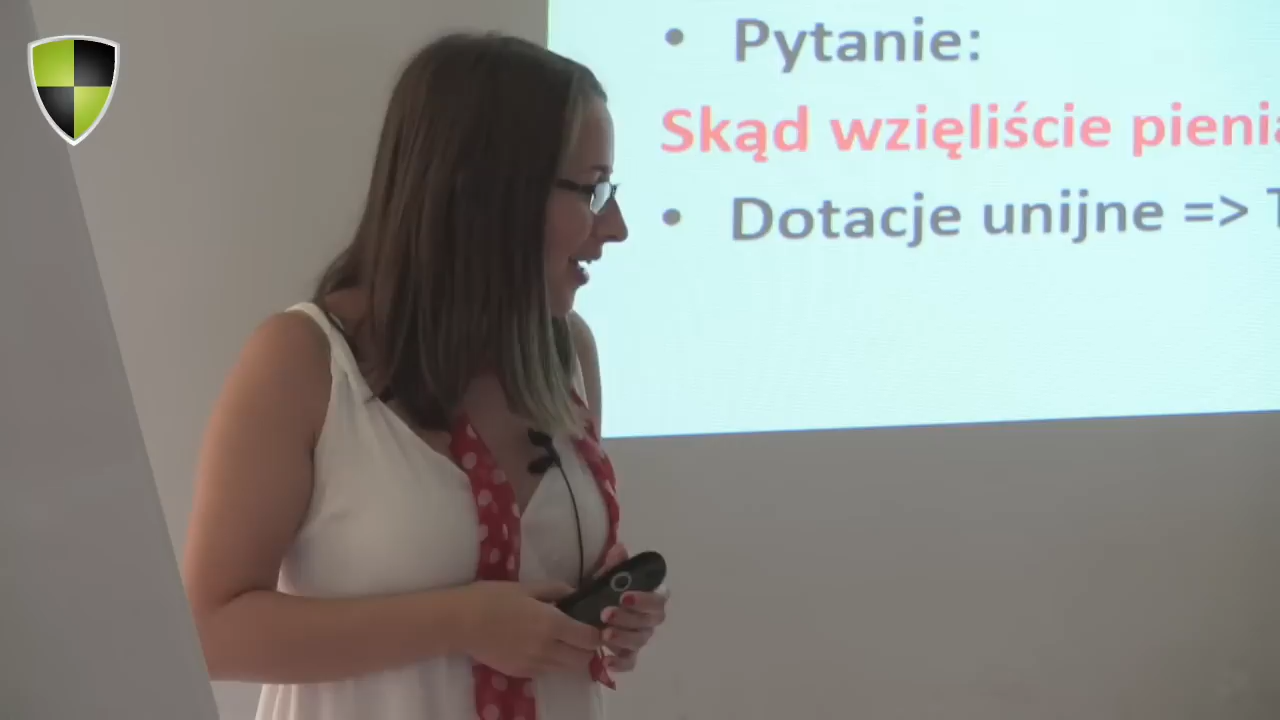 • Pytanie:
Skąd wzięliście
• Dotacje unijne =>